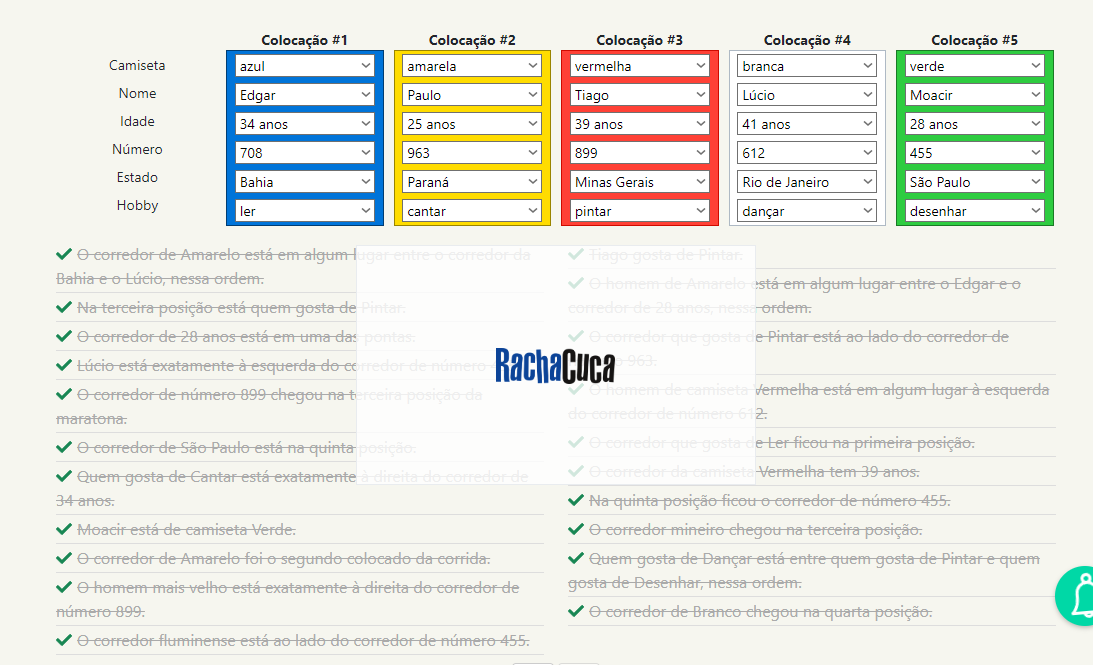 Colocação #1 Colocação #2 Colocação #3 Colocação #4 Colocação #5
Camiseta azul amarela vermelha branca verde
Nome Edgar Paulo Tiago Lúcio Moacir
Idade 34 anos 25 anos 39 anos 41 anos 28 anos
Número 708 963 899 612 455
Estado Bahia Paraná Minas Gerais Rio de Janeiro São Paulo
Hobby ler cantar pintar dançar desenhar
O corredor de Amarelo está em algum lugar entre o corredor da
Bahia e o Lúcio, nessa ordem.
Na terceira posição está quem gosta de Pintar.
O corredor de 28 anos está em uma das pontas.
Lúcio está exatamente à esquerda do corredor de número
O corredor de número 899 chegou na terceira posição da
maratona.
O corredor de São Paulo está na quinta posição.
Quem gosta de Cantar está exatamente à direita do corredor de
34 anos.
Moacir está de camiseta Verde.
O corredor de Amarelo foi o segundo colocado da corrida.
O homem mais velho está exatamente à direita do corredor de
número 899.
O corredor fluminense está ao lado do corredor de número 455.
Tiago gosta de Pintar.
O homem de Amarelo está em algum lugar entre o Edgar e o
corredor de 28 anos, nessa ordem.
O corredor que gosta de Pintar está ao lado do corredor de
963.
O homem de camiseta Vermelha está em algum lugar à esquerda
do corredor de número 612.
O corredor que gosta de Ler ficou na primeira posição.
O corredor da camiseta Vermelha tem 39 anos.
Na quinta posição ficou o corredor de número 455.
O corredor mineiro chegou na terceira posição.
Quem gosta de Dançar está entre quem gosta de Pintar e quem
gosta de Desenhar, nessa ordem.
O corredor de Branco chegou na quarta posição.
RachaCuca